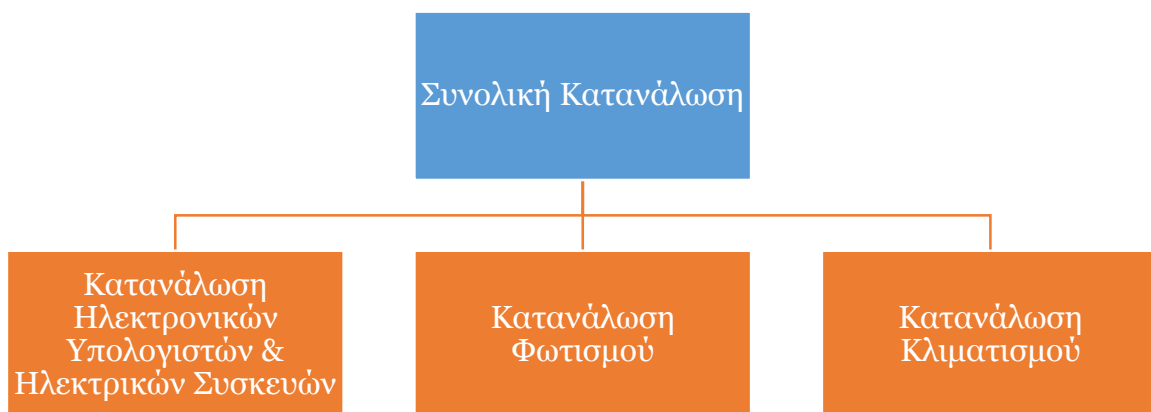 Συνολική Κατανάλωση
Κατανάλωση
Ηλεκτρονικών
Υπολογιστών &
Ηλεκτρικών Συσκευών
Κατανάλωση
Φωτισμού
Κατανάλωση
Κλιματισμού